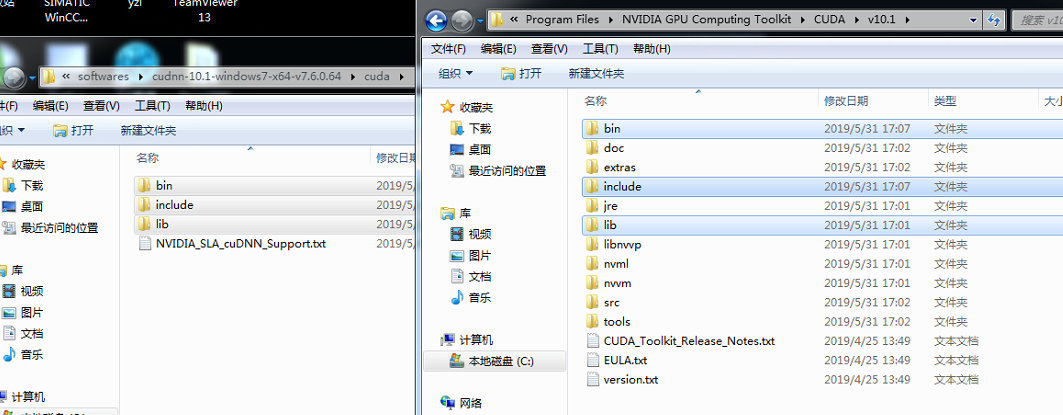 SIMATIC
WinCC...
yzl
TeamViewer
13
softwares
cudnn-10.1-windows7-x64-v7.6.0.64
cuda
编辑(E)
查看(V)
工具(T)
帮助(H)
打开
新建文件夹
收藏夹
下载
桌面
最近访问的位置
库
视频
图片
文档
音乐
计算机
名称
修改日期
bin 2019/5/
include 2019/5/
lib 2019/5/
NVIDIA_SLA_cuDNN_Support.txt 2019/5/
Program Files
NVIDIA GPU Computing Toolkit
CUDA
v10.1
搜索 v10
文件(F) 编辑(E) 查看(V) 工具(T) 帮助(H)
组织 打开 新建文件夹
收藏夹
下载
桌面
最近访问的位置
库
视频
图片
文档
音乐
计算机
本地磁盘 (C:)
网络
名称 修改日期 类型 大小
bin 2019/5/31 17:07 文件夹
doc 2019/5/31 17:02 文件夹
extras 2019/5/31 17:02 文件夹
include 2019/5/31 17:07 文件夹
jre 2019/5/31 17:01 文件夹
lib 2019/5/31 17:01 文件夹
libnvvp 2019/5/31 17:01 文件夹
nvml 2019/5/31 17:01 文件夹
nvvm 2019/5/31 17:01 文件夹
src 2019/5/31 17:02 文件夹
tools 2019/5/31 17:02 文件夹
CUDA_Toolkit_Release_Notes.txt 2019/4/25 13:49 文本文档
EULA.txt 2019/4/25 13:49 文本文档
version.txt 2019/4/25 13:49 文本文档